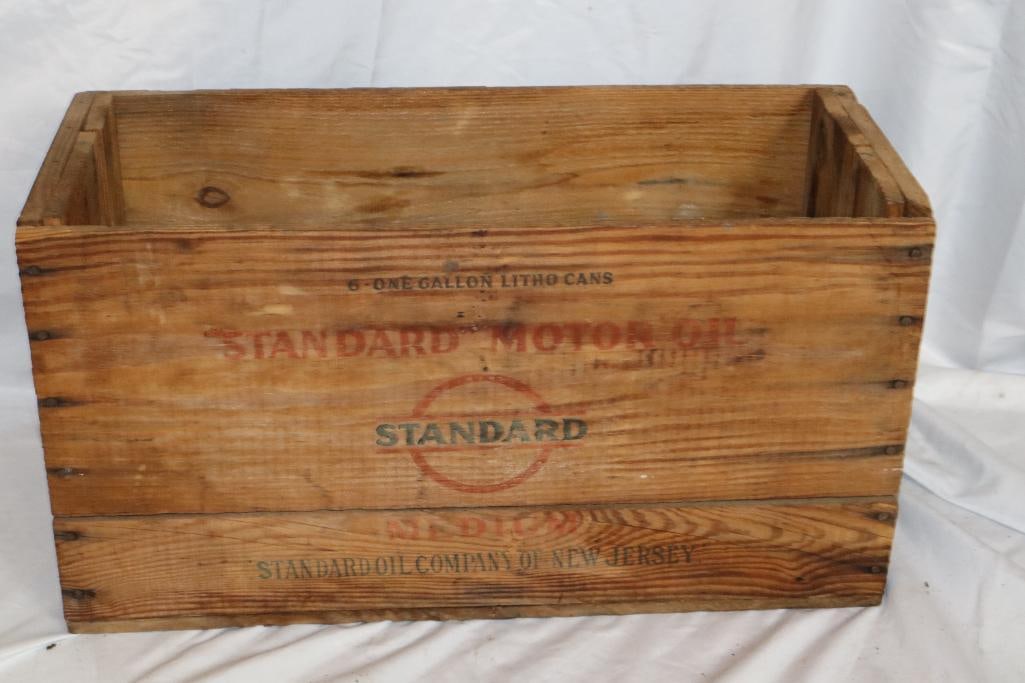 6-ONE GALLON LITHO CANS
"STANDARD" MOTOR OIL
STANDARD
MEDIUM
"STANDARD OIL COMPANY OF NEW JERSEY"